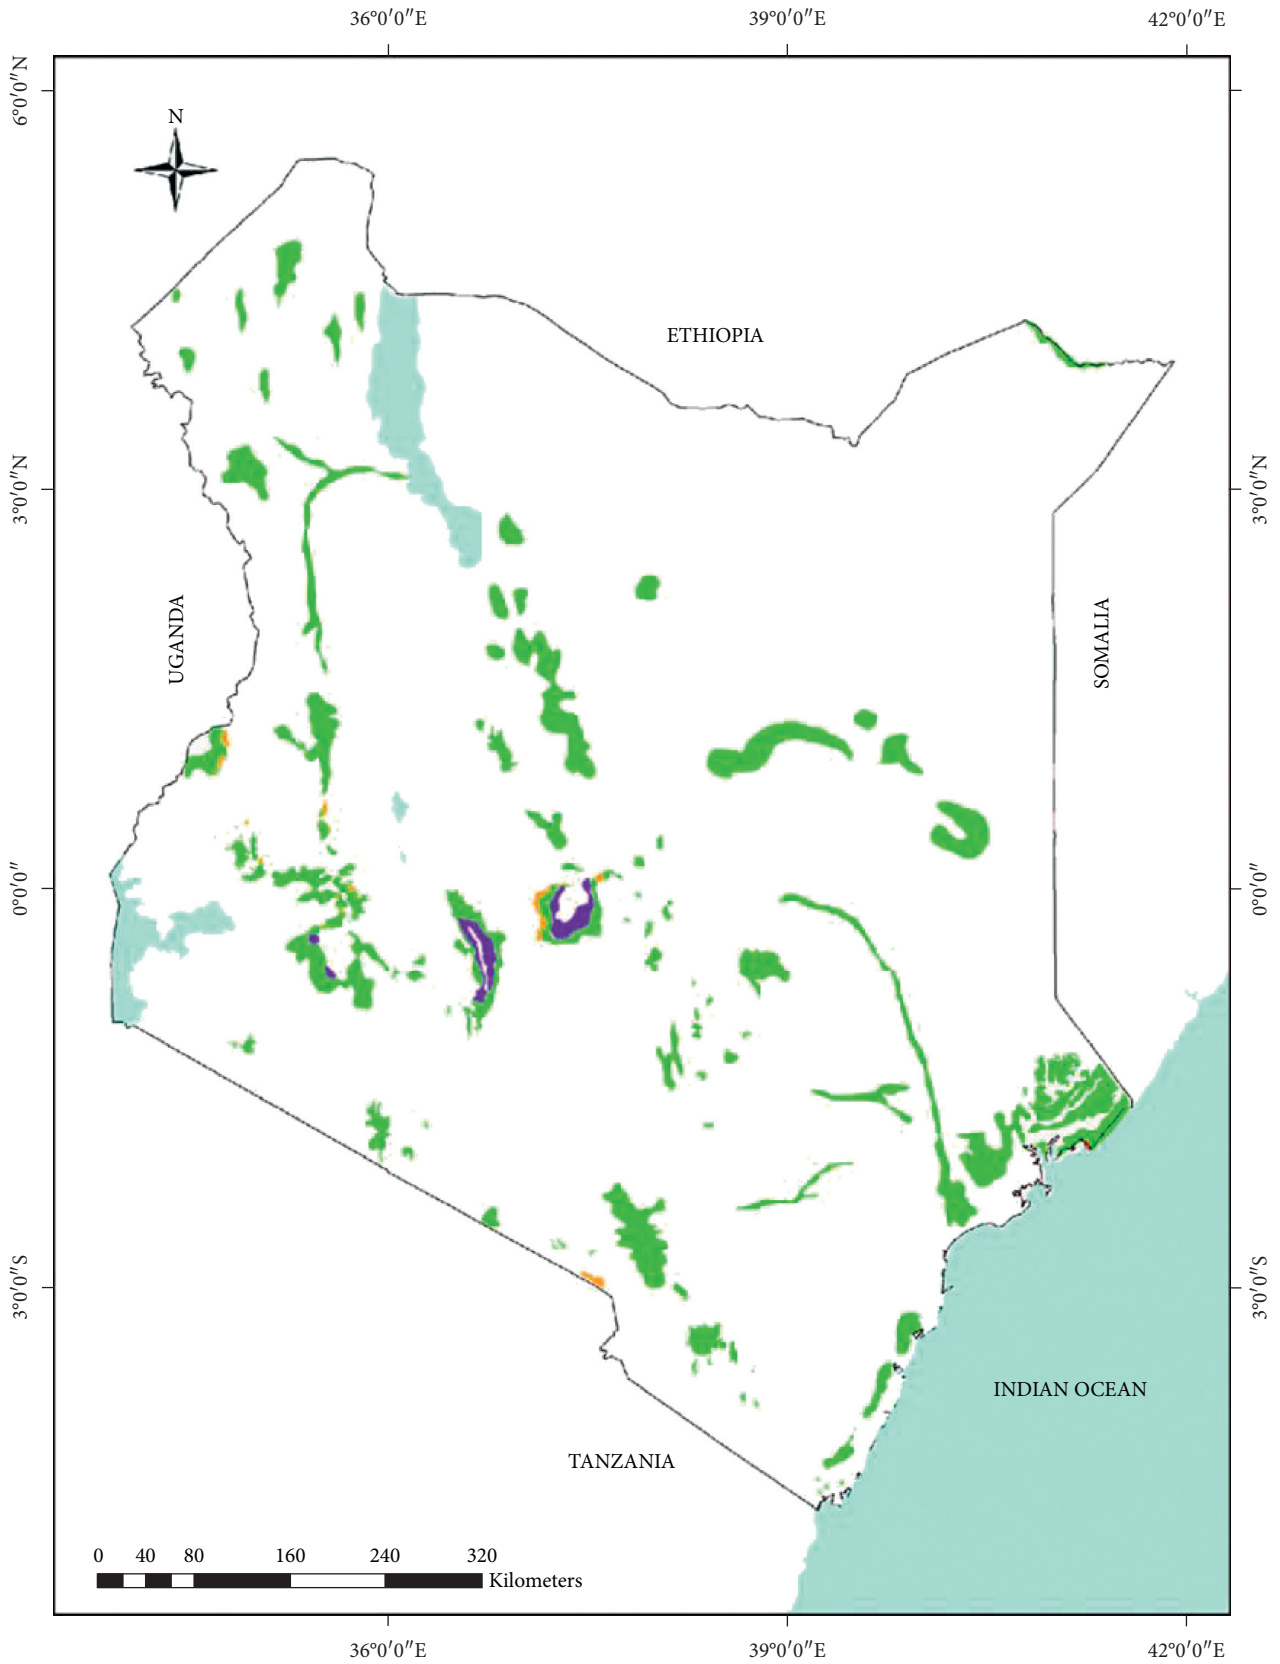 36°0′0″E
39°0′0″E
42°0′0″E
6°0′0″N
N
ETHIOPIA
3°0′0″N
3°0′0″N
UGANDA
SOMALIA
0°0′0″
0°0′0″
3°0′0″S
3°0′0″S
INDIAN OCEAN
TANZANIA
0 40 80 160 240 320
Kilometers
36°0′0″E
39°0′0″E
42°0′0″E